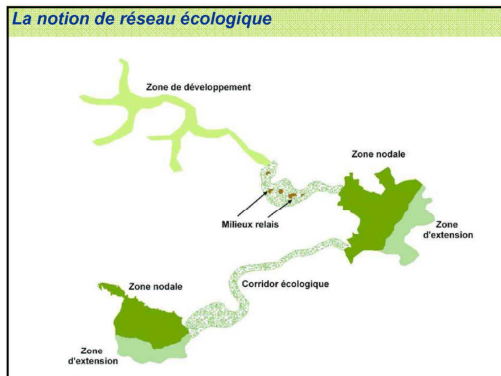 La notion de réseau écologique
Zone de développement
Zone nodale
Milieux relais
Zone
d'extension
Corridor écologique
Zone nodale
Zone
d'extension